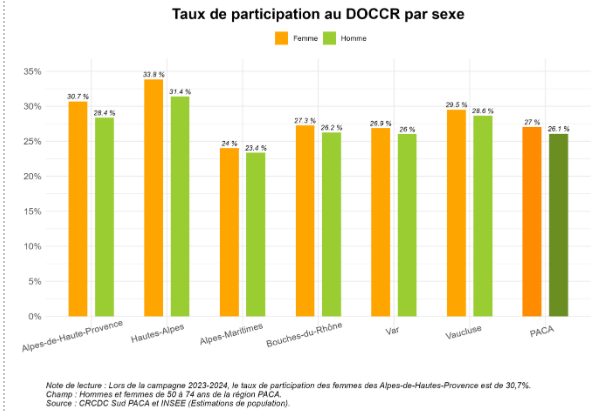 Taux de participation au DOCCR par sexe
Femme Homme
35%
30%
25%
20%
15%
10%
5%
0%
30.7 % 28.4 % 33.8 % 31.4 % 24 % 23.4 % 27.3 % 26.2 % 26.9 % 26 % 29.5 % 28.6 % 27 % 26.1 %
Alpes-de-Haute-Provence Hautes-Alpes Alpes-Maritimes Bouches-du-Rhône Var Vaucluse PACA
Note de lecture : Lors de la campagne 2023-2024, le taux de participation des femmes des Alpes-de-Hautes-Provence est de 30,7%.
Champ : Hommes et femmes de 50 à 74 ans de la région PACA.
Source : CRCDC Sud PACA et INSEE (Estimations de population).